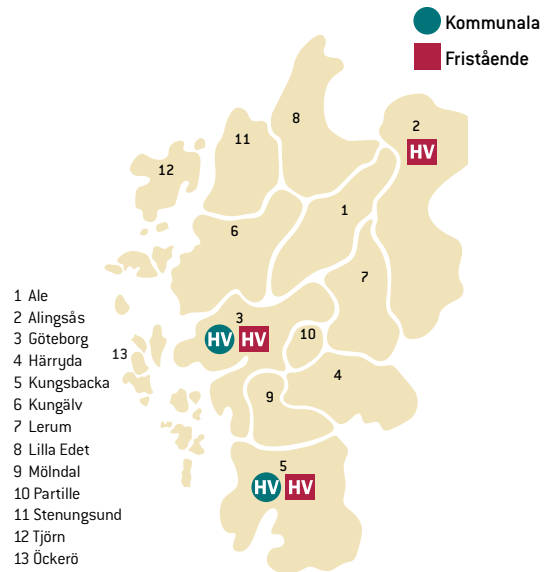 Kommunala
Fristående
8
2
11
HV
12
1
6
7
3
HV HV
10
13
4
9
5
HV HV
1 Ale
2 Alingsås
3 Göteborg
4 Härryda
5 Kungsbacka
6 Kungälv
7 Lerum
8 Lilla Edet
9 Mölndal
10 Partille
11 Stenungsund
12 Tjörn
13 Öckerö